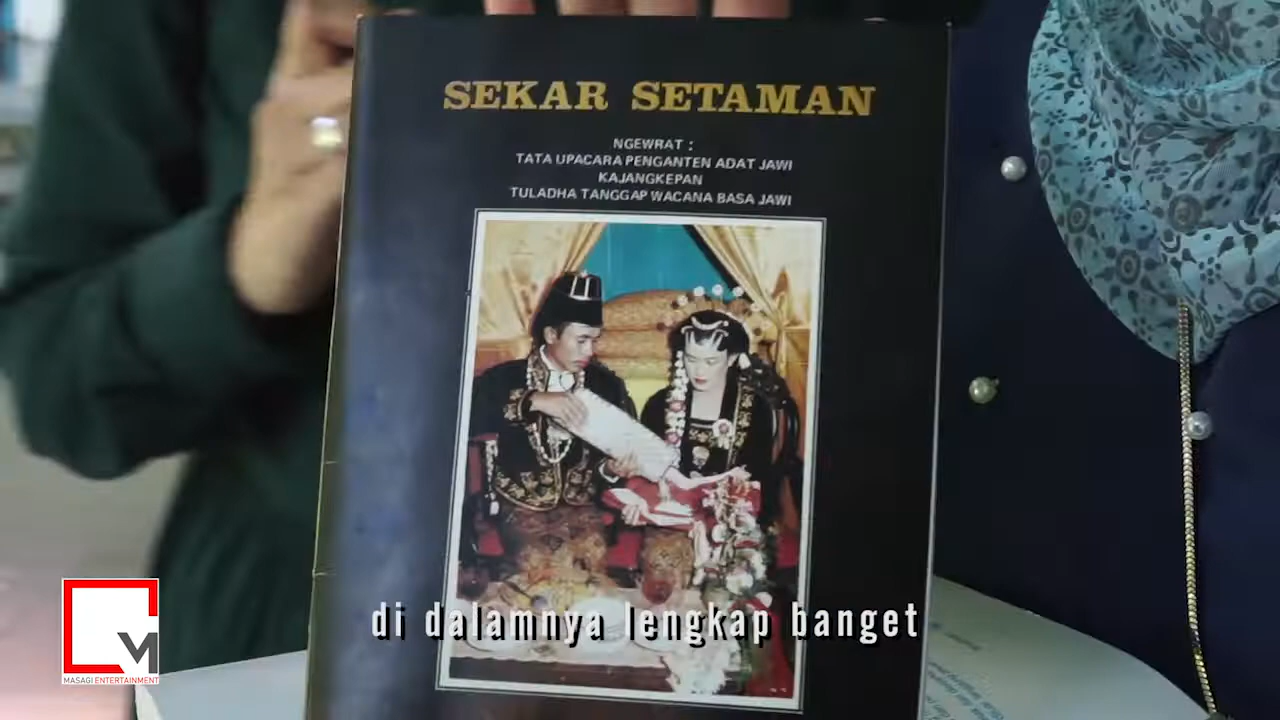 SEKAR SETAMAN
NGEWRAT :
TATA UPACARA PENGANTEN ADAT JAWI
KAJANGKEPAN
TULADHA TANGGAP WACANA BASA JAWI
di dalamnya lengkap banget
M
MASAGI ENTERTAINMENT